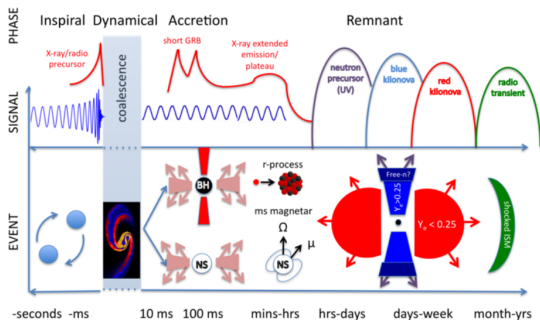 PHASE
Inspiral Dynamical Accretion Remnant
SIGNAL
X-ray/radio
precursor
coalescence
short GRB
X-ray extended
emission/
plateau
neutron
precursor
(UV)
blue
kilonova
red
kilonova
radio
transient
EVENT
BH
NS
r-process
ms magnetar
Ω
μ
NS
Free-n?
Yₑ>0.25
Yₑ < 0.25
shocked ISM
-seconds -ms 10 ms 100 ms mins-hrs hrs-days days-week month-yrs